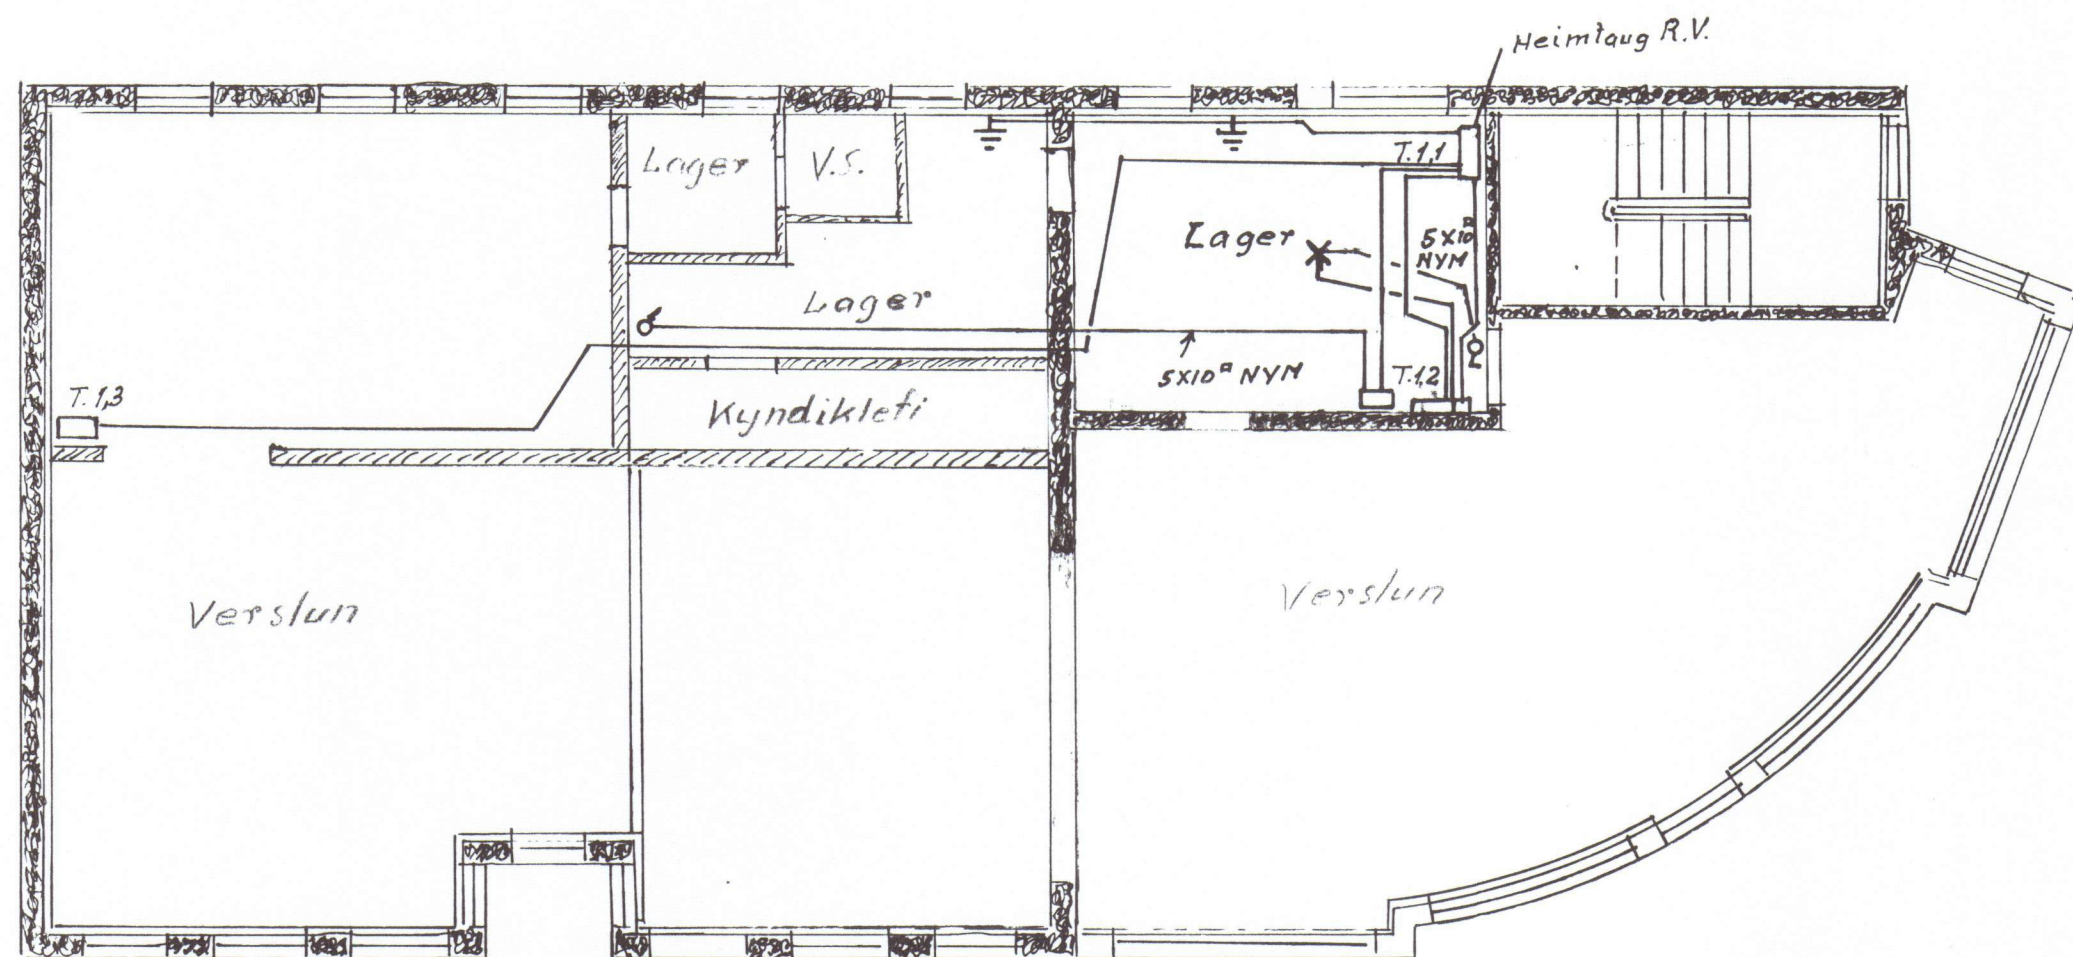 Heimtaug R.V.
Lager
V.S.
T.1,1
Lager
5X10▫
NYM
Lager
5X10▫ NYM
T.1,2
T.1,3
Kyndiklefi
Verslun
Verslun